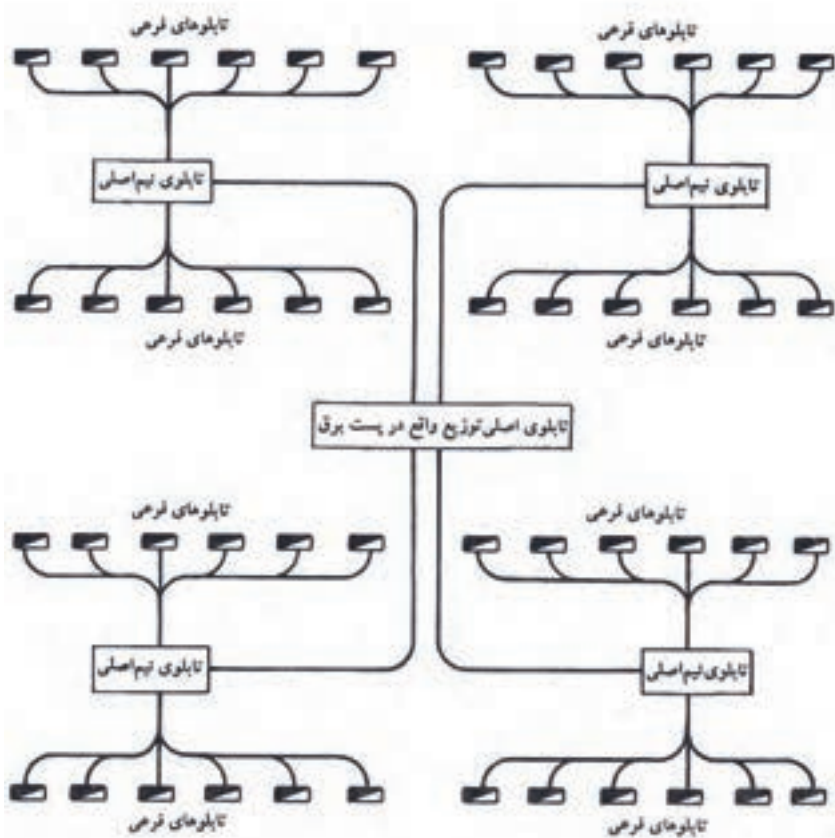 تابلوهای فرعی
تابلوهای فرعی
تابلوی نیم‌اصلی
تابلوی نیم‌اصلی
تابلوهای فرعی
تابلوهای فرعی
تابلوی اصلی توزیع واقع در پست برق
تابلوهای فرعی
تابلوهای فرعی
تابلوی نیم‌اصلی
تابلوی نیم‌اصلی
تابلوهای فرعی
تابلوهای فرعی